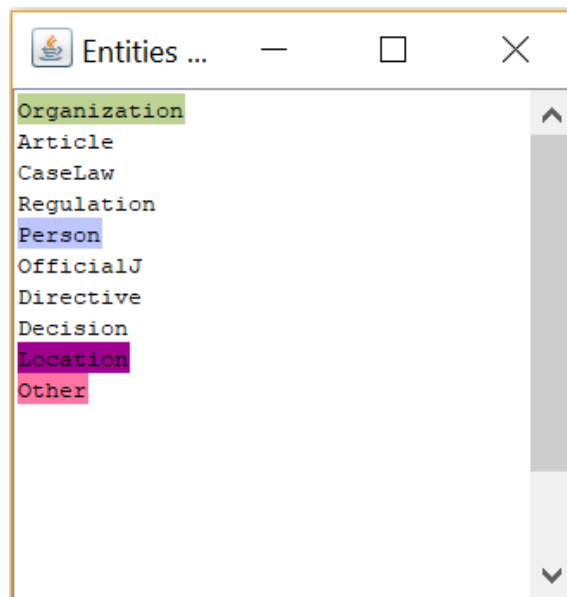 Entities ...
Organization
Article
CaseLaw
Regulation
Person
OfficialJ
Directive
Decision
Location
Other